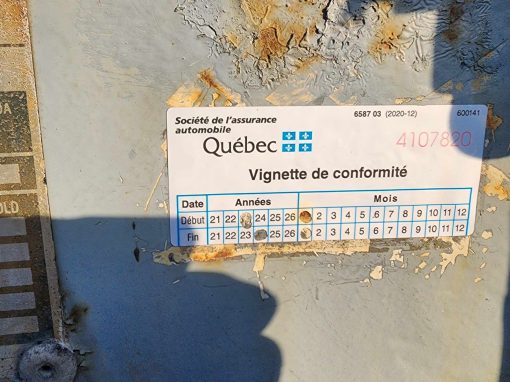 DA
OLD
Société de l'assurance
automobile
Québec
6587 03 (2020-12)
600141
4107820
Vignette de conformité
Date Années Mois
Début 21 22 24 25 26 2 3 4 5 6 7 8 9 10 11 12
Fin 21 22 23 25 26 2 3 4 5 6 7 8 9 10 11 12